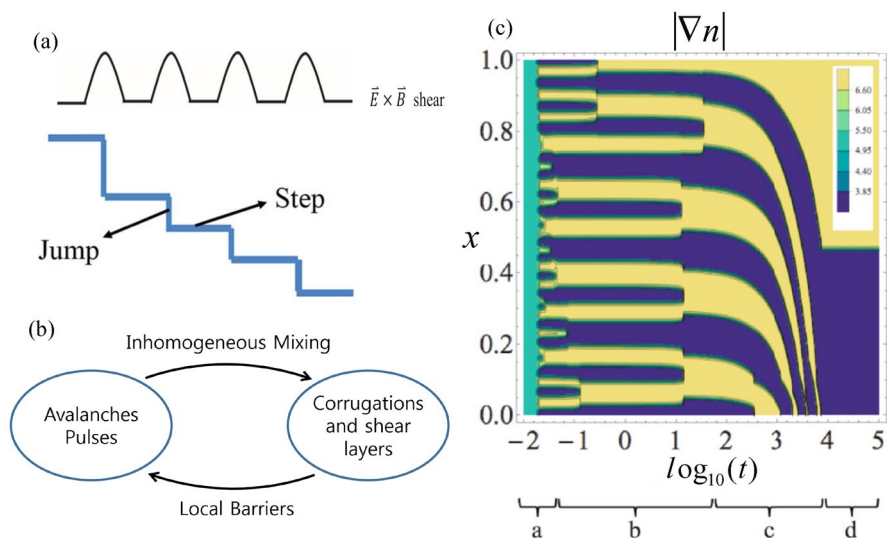 (a)
E⃗ × B⃗ shear
Step
Jump
(b)
Inhomogeneous Mixing
Avalanches
Pulses
Corrugations
and shear
layers
Local Barriers
(c)
|∇n|
1.0
0.8
0.6
0.4
0.2
0.0
x
6.60
6.05
5.50
4.95
4.40
3.85
−2 −1 0 1 2 3 4 5
log₁₀(t)
a b c d